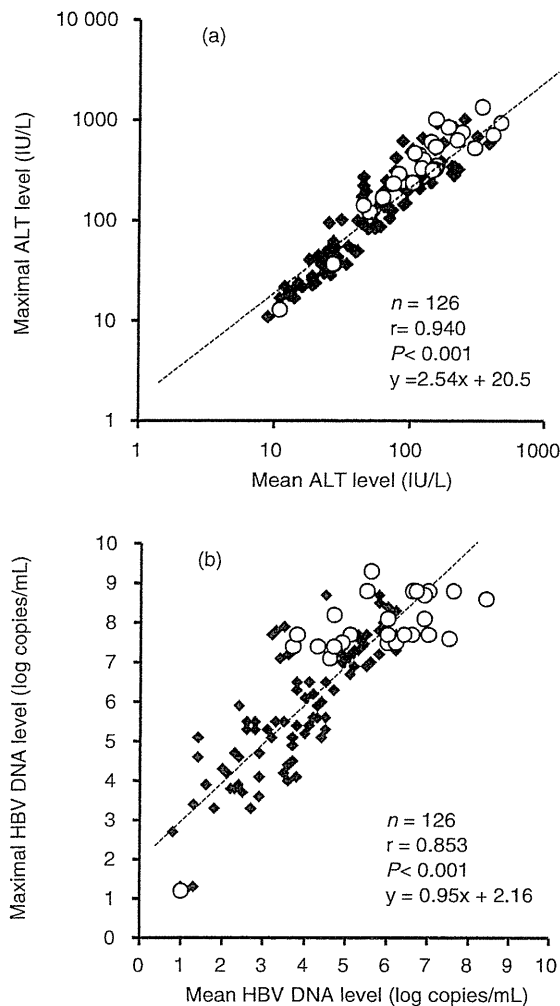 (a)
Maximal ALT level (IU/L)
10 000
1000
100
10
1
n = 126
r= 0.940
P< 0.001
y =2.54x + 20.5
1 10 100 1000
Mean ALT level (IU/L)
(b)
Maximal HBV DNA level (log copies/mL)
10
9
8
7
6
5
4
3
2
1
0
n = 126
r = 0.853
P< 0.001
y = 0.95x + 2.16
0 1 2 3 4 5 6 7 8 9 10
Mean HBV DNA level (log copies/mL)